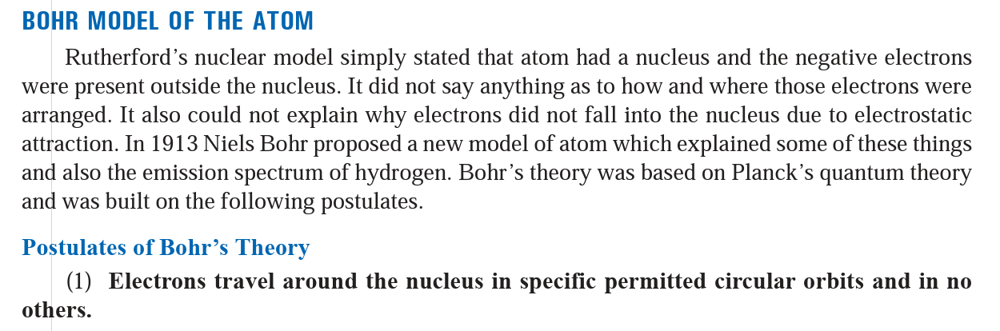 BOHR MODEL OF THE ATOM
Rutherford's nuclear model simply stated that atom had a nucleus and the negative electrons
were present outside the nucleus. It did not say anything as to how and where those electrons were
arranged. It also could not explain why electrons did not fall into the nucleus due to electrostatic
attraction. In 1913 Niels Bohr proposed a new model of atom which explained some of these things
and also the emission spectrum of hydrogen. Bohr's theory was based on Planck's quantum theory
and was built on the following postulates.
Postulates of Bohr's Theory
(1) Electrons travel around the nucleus in specific permitted circular orbits and in no
others.